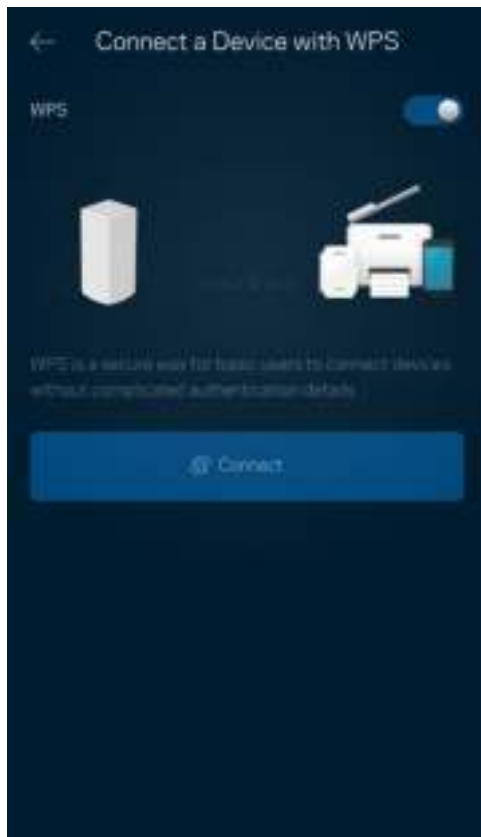 Connect a Device with WPS
WPS
WPS is a secure way for basic users to connect devices
without complicated authentication details.
Connect